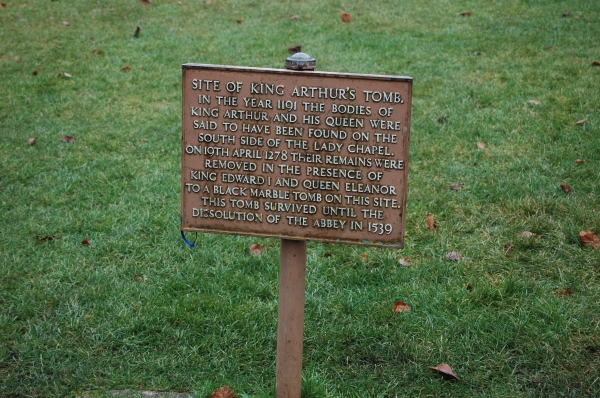 SITE OF KING ARTHUR'S TOMB.
IN THE YEAR 1191 THE BODIES OF
KING ARTHUR AND HIS QUEEN WERE
SAID TO HAVE BEEN FOUND ON THE
SOUTH SIDE OF THE LADY CHAPEL.
ON 19TH APRIL 1278 THEIR REMAINS WERE
REMOVED IN THE PRESENCE OF
KING EDWARD I AND QUEEN ELEANOR
TO A BLACK MARBLE TOMB ON THIS SITE.
THIS TOMB SURVIVED UNTIL THE
DISSOLUTION OF THE ABBEY IN 1539